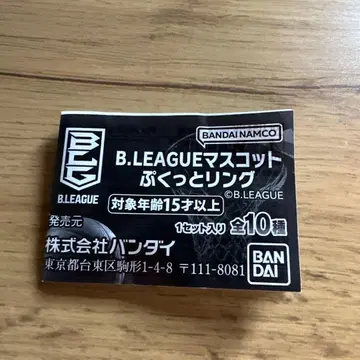 BANDAI NAMCO
B.LEAGUEマスコット
ぷくっとリング
B.LEAGUE
©B.LEAGUE
対象年齢15才以上
発売元
1セット入り 全10種
株式会社バンダイ
BAN
DAI
東京都台東区駒形1-4-8 〒111-8081